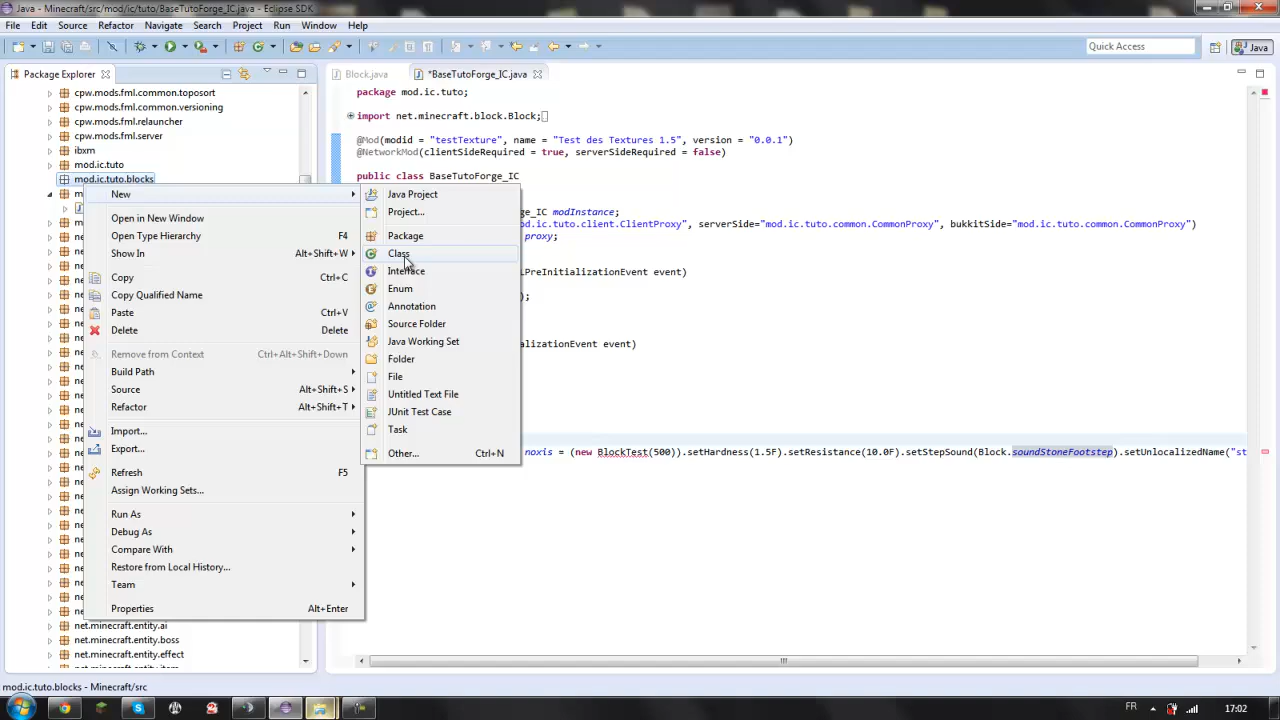 Java - Minecraft/src/mod/ic/tuto/BaseTutoForge_IC.java - Eclipse SDK
File Edit Source Refactor Navigate Search Project Run Window Help
Quick Access
Java
Package Explorer
Block.java
*BaseTutoForge_IC.java
cpw.mods.fml.common.toposort
cpw.mods.fml.common.versioning
cpw.mods.fml.relauncher
cpw.mods.fml.server
ibxm
mod.ic.tuto
mod.ic.tuto.blocks
package mod.ic.tuto;
import net.minecraft.block.Block;
@Mod(modid = "testTexture", name = "Test des Textures 1.5", version = "0.0.1")
@NetworkMod(clientSideRequired = true, serverSideRequired = false)
public class BaseTutoForge_IC
ge_IC modInstance;
d.ic.tuto.client.ClientProxy", serverSide="mod.ic.tuto.common.CommonProxy", bukkitSide="mod.ic.tuto.common.CommonProxy")
proxy;
LPreInitializationEvent event)
);
alizationEvent event)
noxis = (new BlockTest(500)).setHardness(1.5F).setResistance(10.0F).setStepSound(Block.soundStoneFootstep).setUnlocalizedName("st
New
Open in New Window
Open Type Hierarchy F4
Show In Alt+Shift+W
Copy Ctrl+C
Copy Qualified Name
Paste Ctrl+V
Delete Delete
Remove from Context Ctrl+Alt+Shift+Down
Build Path
Source Alt+Shift+S
Refactor Alt+Shift+T
Import...
Export...
Refresh F5
Assign Working Sets...
Run As
Debug As
Compare With
Restore from Local History...
Team
Properties Alt+Enter
Java Project
Project...
Package
Class
Interface
Enum
Annotation
Source Folder
Java Working Set
Folder
File
Untitled Text File
JUnit Test Case
Task
Other... Ctrl+N
net.minecraft.entity.ai
net.minecraft.entity.boss
net.minecraft.entity.effect
net.minecraft.entity.item
mod.ic.tuto.blocks - Minecraft/src
FR
17:02